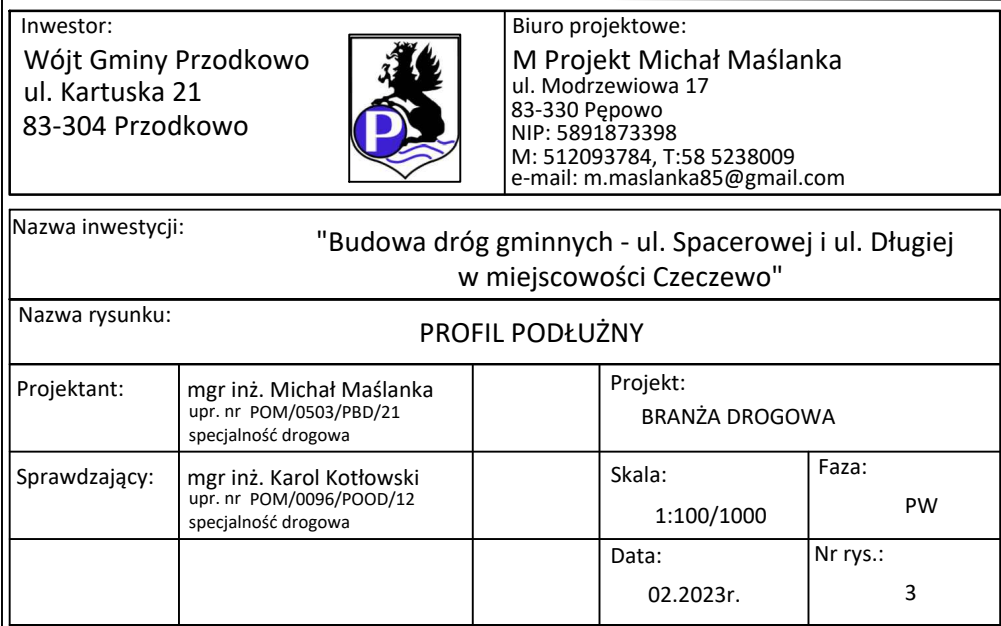 Inwestor:
Wójt Gminy Przodkowo
ul. Kartuska 21
83-304 Przodkowo
P
Biuro projektowe:
M Projekt Michał Maślanka
ul. Modrzewiowa 17
83-330 Pępowo
NIP: 5891873398
M: 512093784, T:58 5238009
e-mail: m.maslanka85@gmail.com
Nazwa inwestycji:
"Budowa dróg gminnych - ul. Spacerowej i ul. Długiej
w miejscowości Czeczewo"
Nazwa rysunku:
PROFIL PODŁUŻNY
Projektant:
mgr inż. Michał Maślanka
upr. nr POM/0503/PBD/21
specjalność drogowa
Projekt:
BRANŻA DROGOWA
Sprawdzający:
mgr inż. Karol Kotłowski
upr. nr POM/0096/POOD/12
specjalność drogowa
Skala:
1:100/1000
Faza:
PW
Data:
02.2023r.
Nr rys.:
3